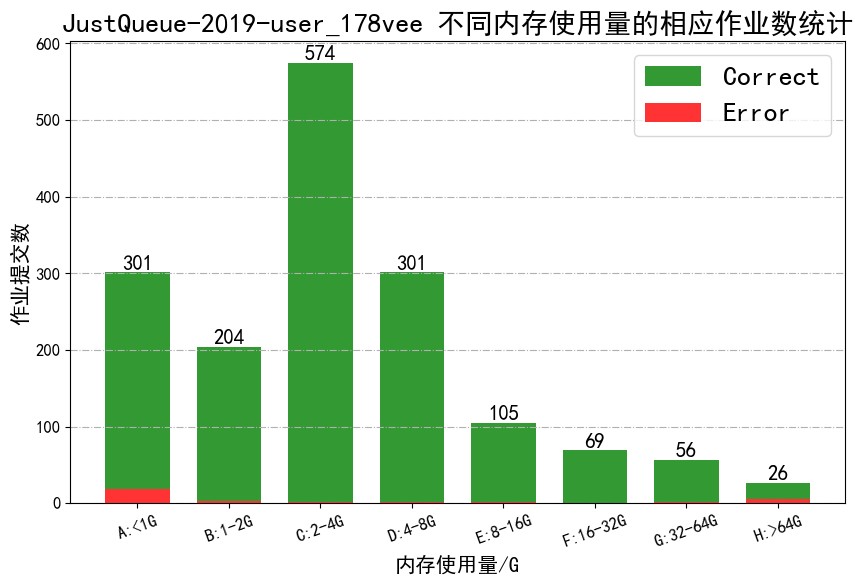 JustQueue-2019-user_178vee 不同内存使用量的相应作业数统计
Correct
Error
作业提交数
600
500
400
300
200
100
0
301
204
574
301
105
69
56
26
A:<1G
B:1-2G
C:2-4G
D:4-8G
E:8-16G
F:16-32G
G:32-64G
H:>64G
内存使用量/G